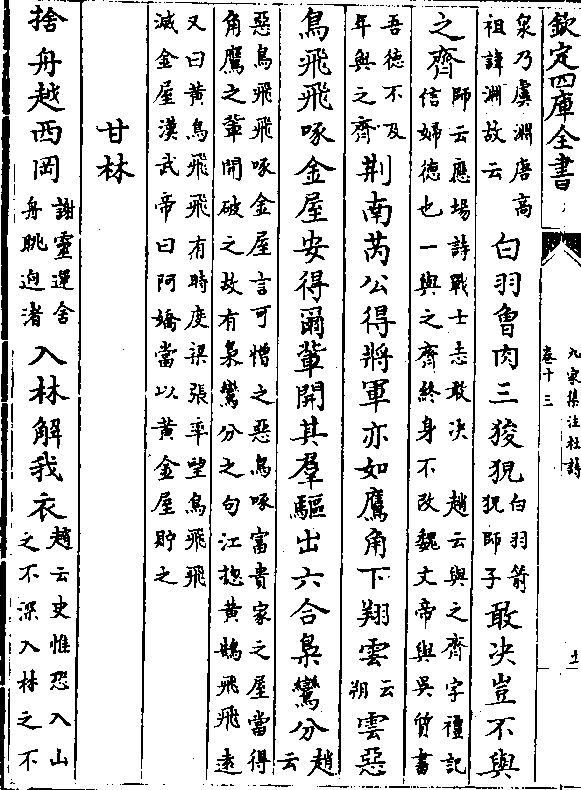 欽定四庫全書
九家集注杜詩
卷十三
士
泉乃虞淵唐高
祖諱淵故云
白羽曾肉三狻猊
白羽箭
猊師子
敢決豈不與
之齊
師云應塲詩戰士志敢決 趙云與之齊字禮記
信婦德也一與之齊終身不改魏文帝與吳質書
吾德不及
年與之齊
荆南芮公得將軍亦如鷹角下翔雲
云
朔
雲惡
鳥飛飛啄金屋安得爾軰開其羣驅出六合梟鸞分
趙
云
惡鳥飛飛啄金屋言可憎之惡鳥啄富貴家之屋當得
角鷹之軰開破之故有梟鸞分之句江揔黄鵠飛飛遠
又曰黄鳥飛飛有時度梁張率望鳥飛飛
滅金屋漢武帝曰阿嬌當以黄金屋貯之
甘林
捨舟越西岡
謝靈運舍
舟眺迥渚
入林解我衣
趙云史惟恐入山
之不深入林之不